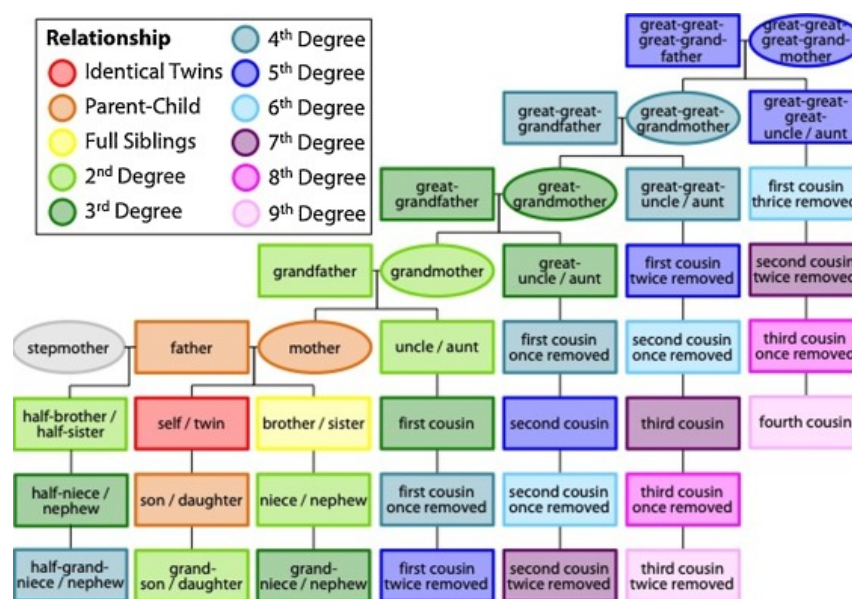 Relationship
Identical Twins
Parent-Child
Full Siblings
2nd Degree
3rd Degree
4th Degree
5th Degree
6th Degree
7th Degree
8th Degree
9th Degree
great-great-
great-grand-
father
great-great-
great-grand-
mother
great-great-
grandfather
great-great-
grandmother
great-great-
great-
uncle / aunt
great-
grandfather
great-
grandmother
great-great-
uncle / aunt
first cousin
thrice removed
grandfather
grandmother
great-
uncle / aunt
first cousin
twice removed
second cousin
twice removed
stepmother
father
mother
uncle / aunt
first cousin
once removed
second cousin
once removed
third cousin
once removed
half-brother /
half-sister
self / twin
brother / sister
first cousin
second cousin
third cousin
fourth cousin
half-niece /
nephew
son / daughter
niece / nephew
first cousin
once removed
second cousin
once removed
third cousin
once removed
half-grand-
niece / nephew
grand-
son / daughter
grand-
niece / nephew
first cousin
twice removed
second cousin
twice removed
third cousin
twice removed